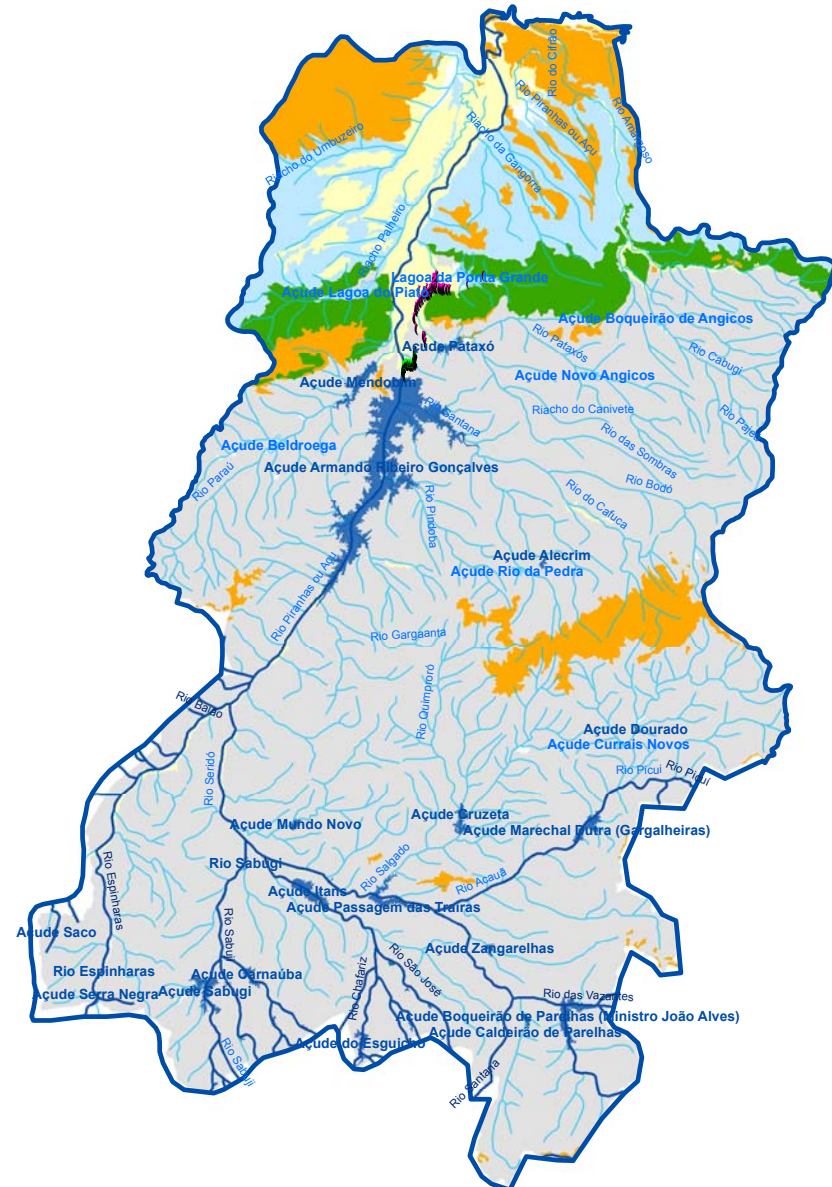 Rio do Cifrão
Rio Piranhas ou Açu
Rio Amargoso
Riacho do Umbuzeiro
Riacho da Gangorra
Riacho Palheiro
Lagoa da Ponta Grande
Açude Lagoa do Piató
Açude Boqueirão de Angicos
Rio Pataxós
Açude Pataxó
Rio Cabugi
Açude Novo Angicos
Açude Mendobim
Rio Santana
Riacho do Canivete
Rio Pajeú
Rio das Sombras
Açude Beldroega
Açude Armando Ribeiro Gonçalves
Rio Paraú
Rio Bodó
Rio do Cafuca
Rio Pindoba
Açude Alecrim
Açude Rio da Pedra
Rio Piranhas ou Açu
Rio Gargaanta
Rio Quimproró
Rio Baião
Açude Dourado
Açude Currais Novos
Rio Seridó
Rio Picui
Rio Picuí
Açude Mundo Novo
Açude Cruzeta
Açude Marechal Dutra (Gargalheiras)
Rio Sabugi
Rio Salgado
Rio Acauã
Rio Espinharas
Açude Itans
Açude Passagem das Traíras
Açude Saco
Rio Sabuji
Açude Zangarelhas
Rio Espinharas
Açude Carnaúba
Rio São José
Rio Chafariz
Açude Serra Negra
Açude Sabugi
Rio das Vazantes
Açude Boqueirão de Parelhas (Ministro João Alves)
Açude Caldeirão de Parelhas
Açude do Esguicho
Rio Sabuji
Rio Santana